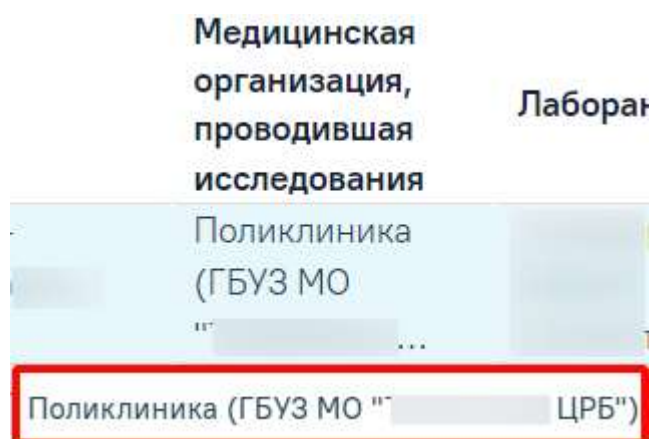 Медицинская
организация,
проводившая
исследования
Лаборан
Поликлиника
(ГБУЗ МО
"
...
Поликлиника (ГБУЗ МО " ЦРБ")